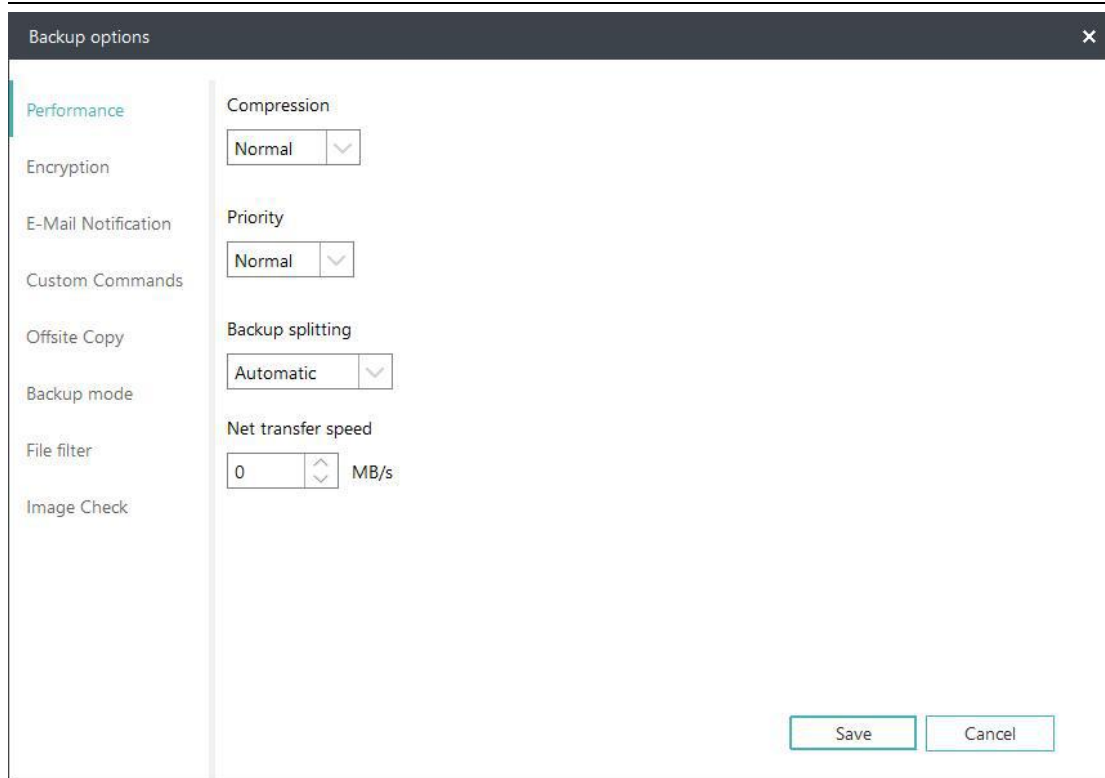 Backup options
Performance
Encryption
E-Mail Notification
Custom Commands
Offsite Copy
Backup mode
File filter
Image Check
Compression
Normal
Priority
Normal
Backup splitting
Automatic
Net transfer speed
0 MB/s
Save Cancel